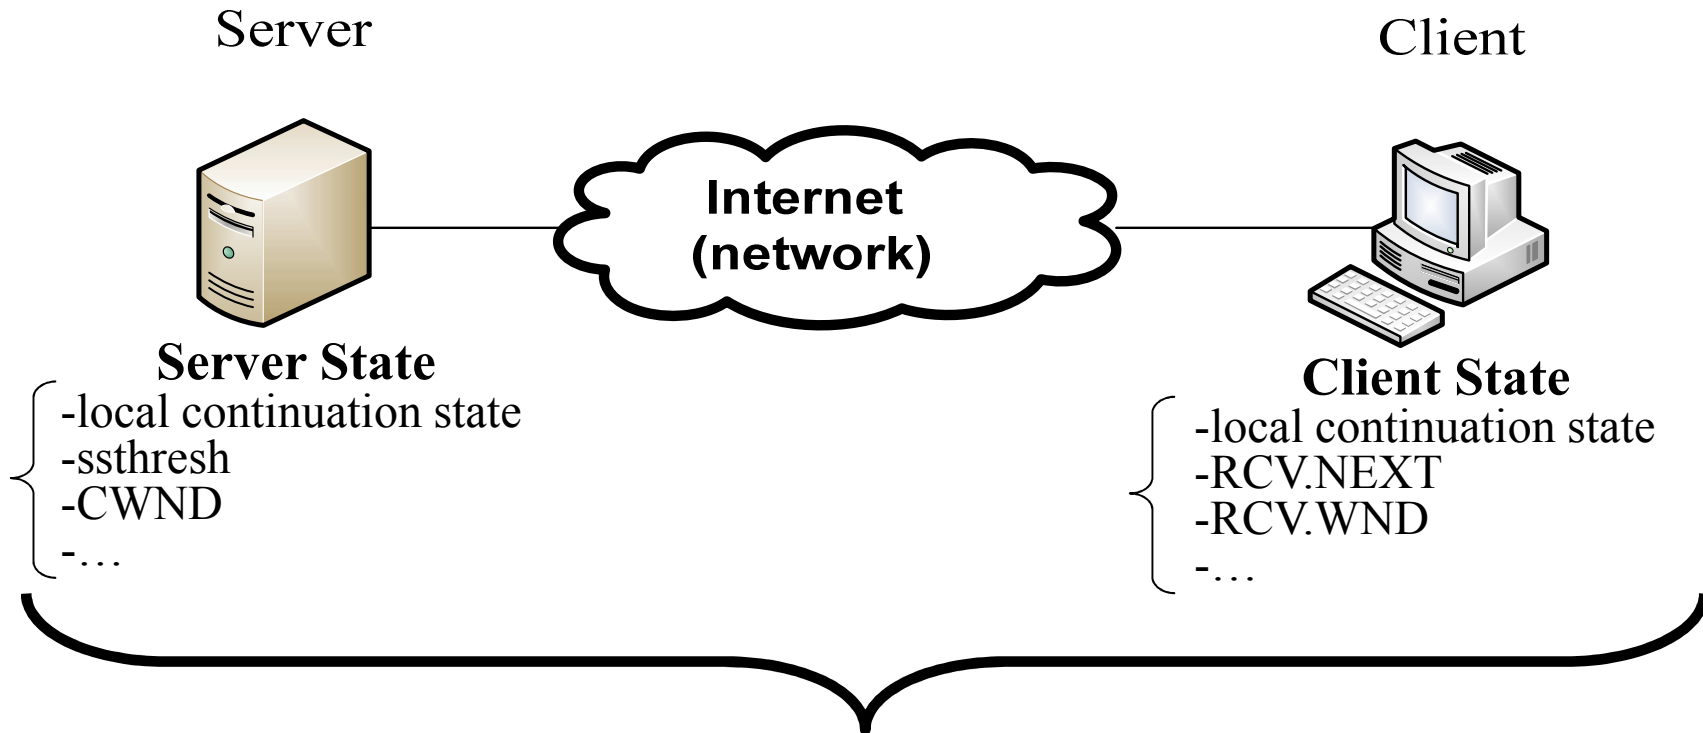 Server
Client
Internet
(network)
Server State
-local continuation state
-ssthresh
-CWND
-…
Client State
-local continuation state
-RCV.NEXT
-RCV.WND
-…